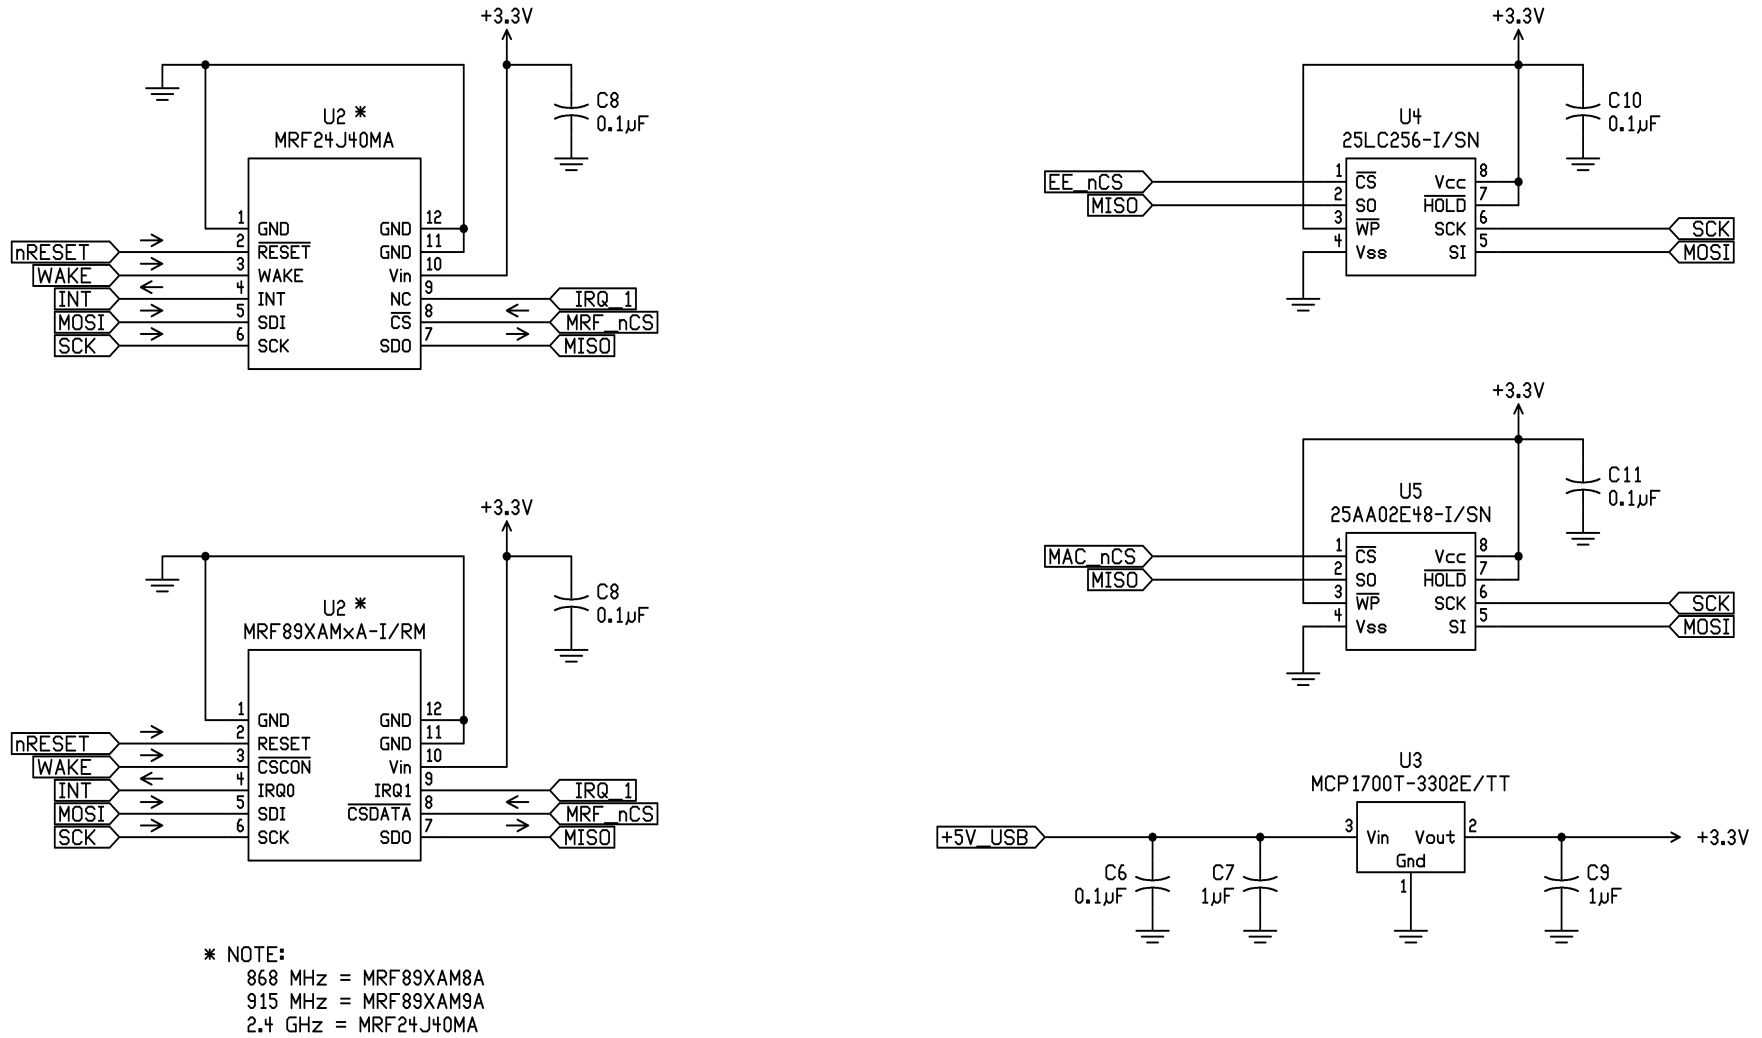 +3.3V
C8
0.1µF
U2 *
MRF24J40MA
1 GND
2 RESET
3 WAKE
4 INT
5 SDI
6 SCK
12 GND
11 GND
10 Vin
9 NC
8 CS
7 SDO
nRESET
WAKE
INT
MOSI
SCK
IRQ_1
MRF_nCS
MISO
+3.3V
C8
0.1µF
U2 *
MRF89XAMxA-I/RM
1 GND
2 RESET
3 CSCON
4 IRQ0
5 SDI
6 SCK
12 GND
11 GND
10 Vin
9 IRQ1
8 CSDATA
7 SDO
nRESET
WAKE
INT
MOSI
SCK
IRQ_1
MRF_nCS
MISO
* NOTE:
868 MHz = MRF89XAM8A
915 MHz = MRF89XAM9A
2.4 GHz = MRF24J40MA
+3.3V
C10
0.1µF
U4
25LC256-I/SN
EE_nCS
MISO
1 CS
2 SO
3 WP
4 Vss
8 Vcc
7 HOLD
6 SCK
5 SI
SCK
MOSI
+3.3V
C11
0.1µF
U5
25AA02E48-I/SN
MAC_nCS
MISO
1 CS
2 SO
3 WP
4 Vss
8 Vcc
7 HOLD
6 SCK
5 SI
SCK
MOSI
U3
MCP1700T-3302E/TT
+5V_USB
3 Vin
Vout 2
Gnd
1
+3.3V
C6
0.1µF
C7
1µF
C9
1µF